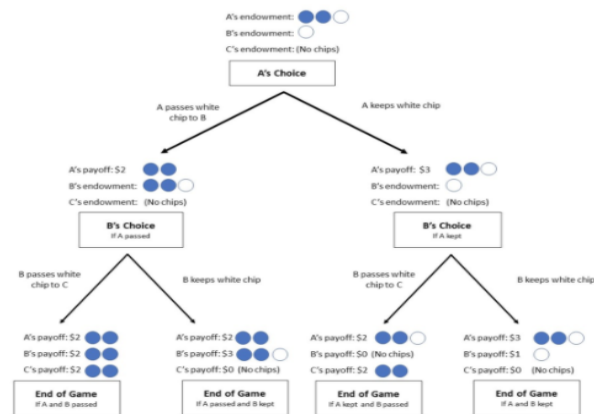 A's endowment:
B's endowment:
C's endowment: (No chips)
A's Choice
A passes white
chip to B
A keeps white chip
A's payoff: $2
B's endowment:
C's endowment: (No chips)
B's Choice
If A passed
A's payoff: $3
B's endowment:
C's endowment: (No chips)
B's Choice
If A kept
B passes white
chip to C
B keeps white chip
B passes white
chip to C
B keeps white chip
A's payoff: $2
B's payoff: $2
C's payoff: $2
End of Game
If A and B passed
A's payoff: $2
B's payoff: $3
C's payoff: $0 (No chips)
End of Game
If A passed and B kept
A's payoff: $2
B's payoff: $0 (No chips)
C's payoff: $2
End of Game
If A kept and B passed
A's payoff: $3
B's payoff: $1
C's payoff: $0 (No chips)
End of Game
If A and B kept